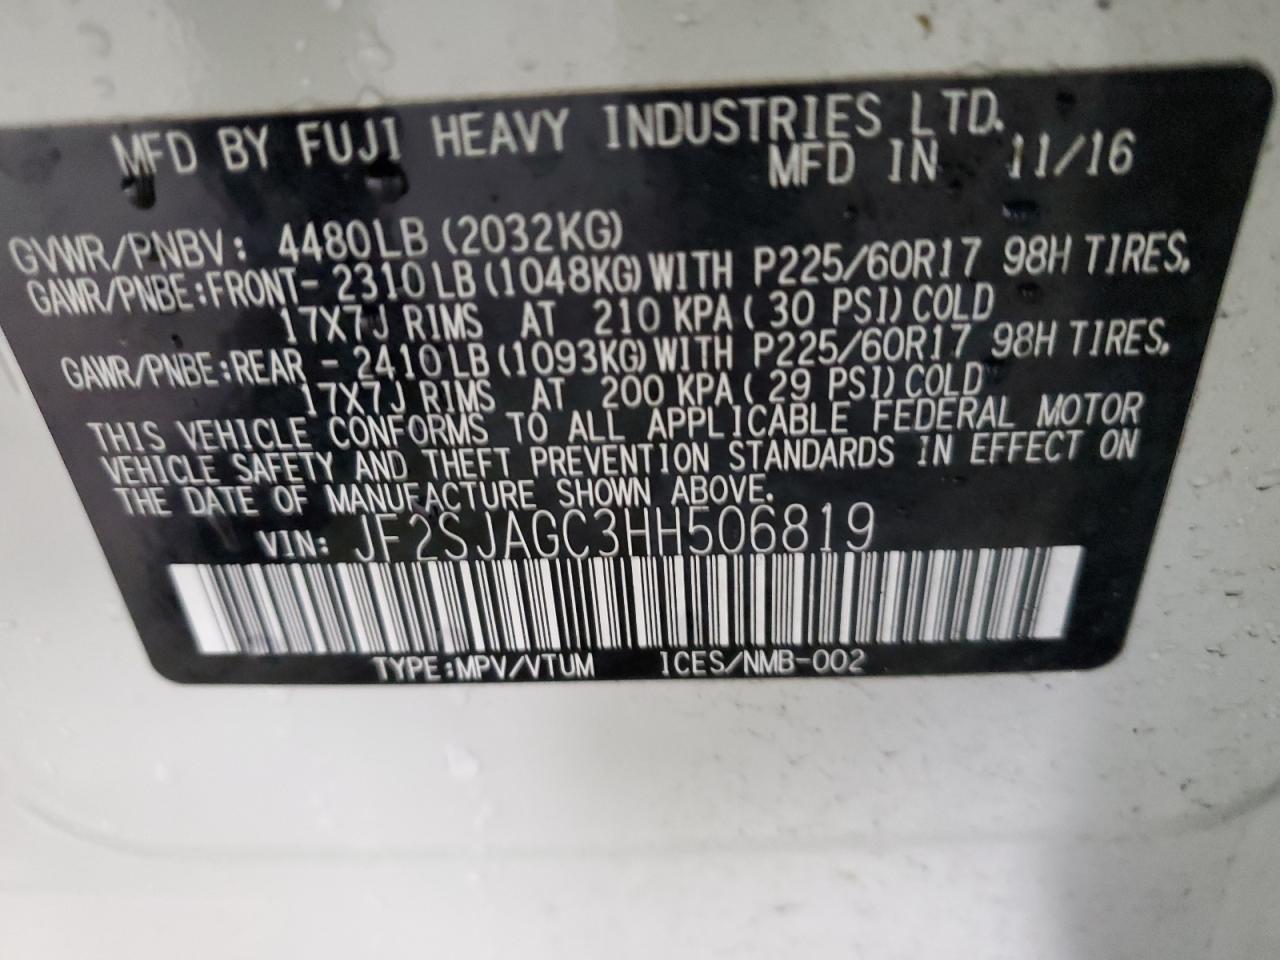 MFD BY FUJI HEAVY INDUSTRIES LTD.
MFD IN 11/16
GVWR/PNBV: 4480LB (2032KG)
GAWR/PNBE:FRONT- 2310LB(1048KG)WITH P225/60R17 98H TIRES,
17X7J RIMS AT 210 KPA( 30 PSI)COLD
GAWR/PNBE:REAR - 2410LB(1093KG)WITH P225/60R17 98H TIRES,
17X7J RIMS AT 200 KPA( 29 PSI)COLD
THIS VEHICLE CONFORMS TO ALL APPLICABLE FEDERAL MOTOR
VEHICLE SAFETY AND THEFT PREVENTION STANDARDS IN EFFECT ON
THE DATE OF MANUFACTURE SHOWN ABOVE.
VIN: JF2SJAGC3HH506819
TYPE:MPV/VTUM ICES/NMB-002